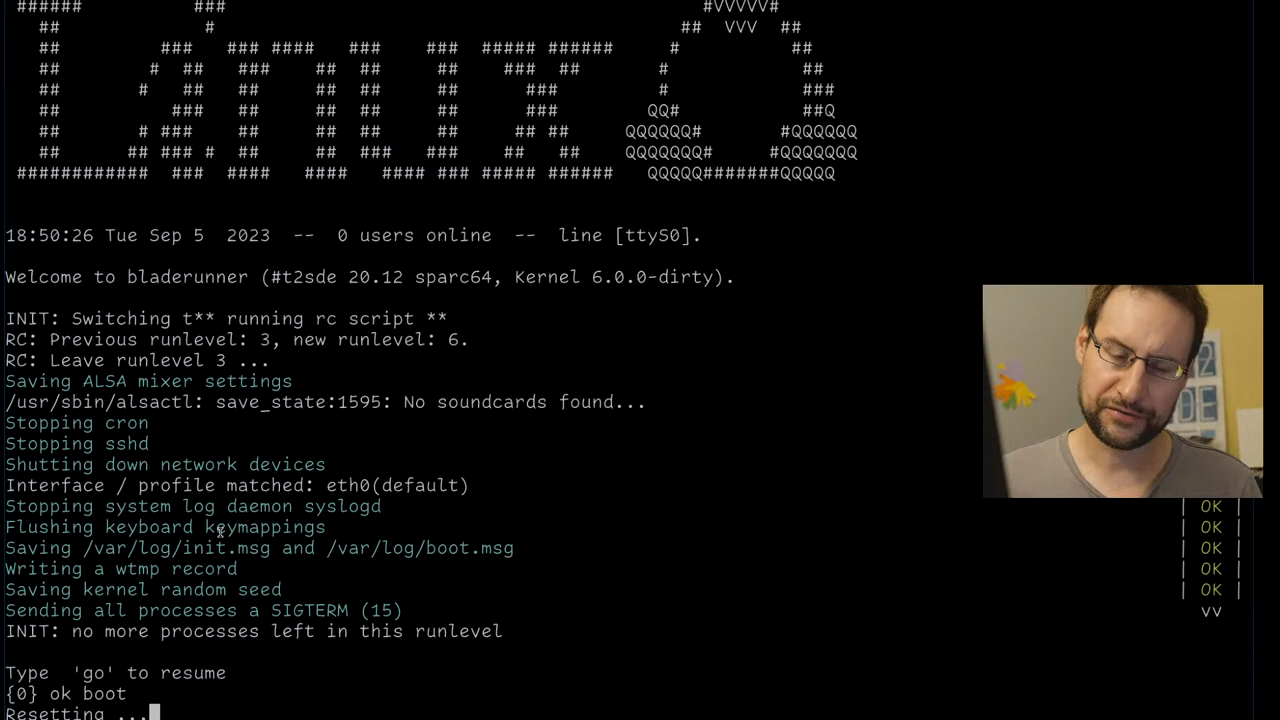 18:50:26 Tue Sep 5  2023  --  0 users online  --  line [ttyS0].
Welcome to bladerunner (#t2sde 20.12 sparc64, Kernel 6.0.0-dirty).
INIT: Switching t** running rc script **
RC: Previous runlevel: 3, new runlevel: 6.
RC: Leave runlevel 3 ...
Saving ALSA mixer settings
/usr/sbin/alsactl: save_state:1595: No soundcards found...
Stopping cron
Stopping sshd
Shutting down network devices
Interface / profile matched: eth0(default)
Stopping system log daemon syslogd | OK |
Flushing keyboard keymappings | OK |
Saving /var/log/init.msg and /var/log/boot.msg | OK |
Writing a wtmp record | OK |
Saving kernel random seed | OK |
Sending all processes a SIGTERM (15) vv
INIT: no more processes left in this runlevel
Type  'go' to resume
{0} ok boot
Resetting ...